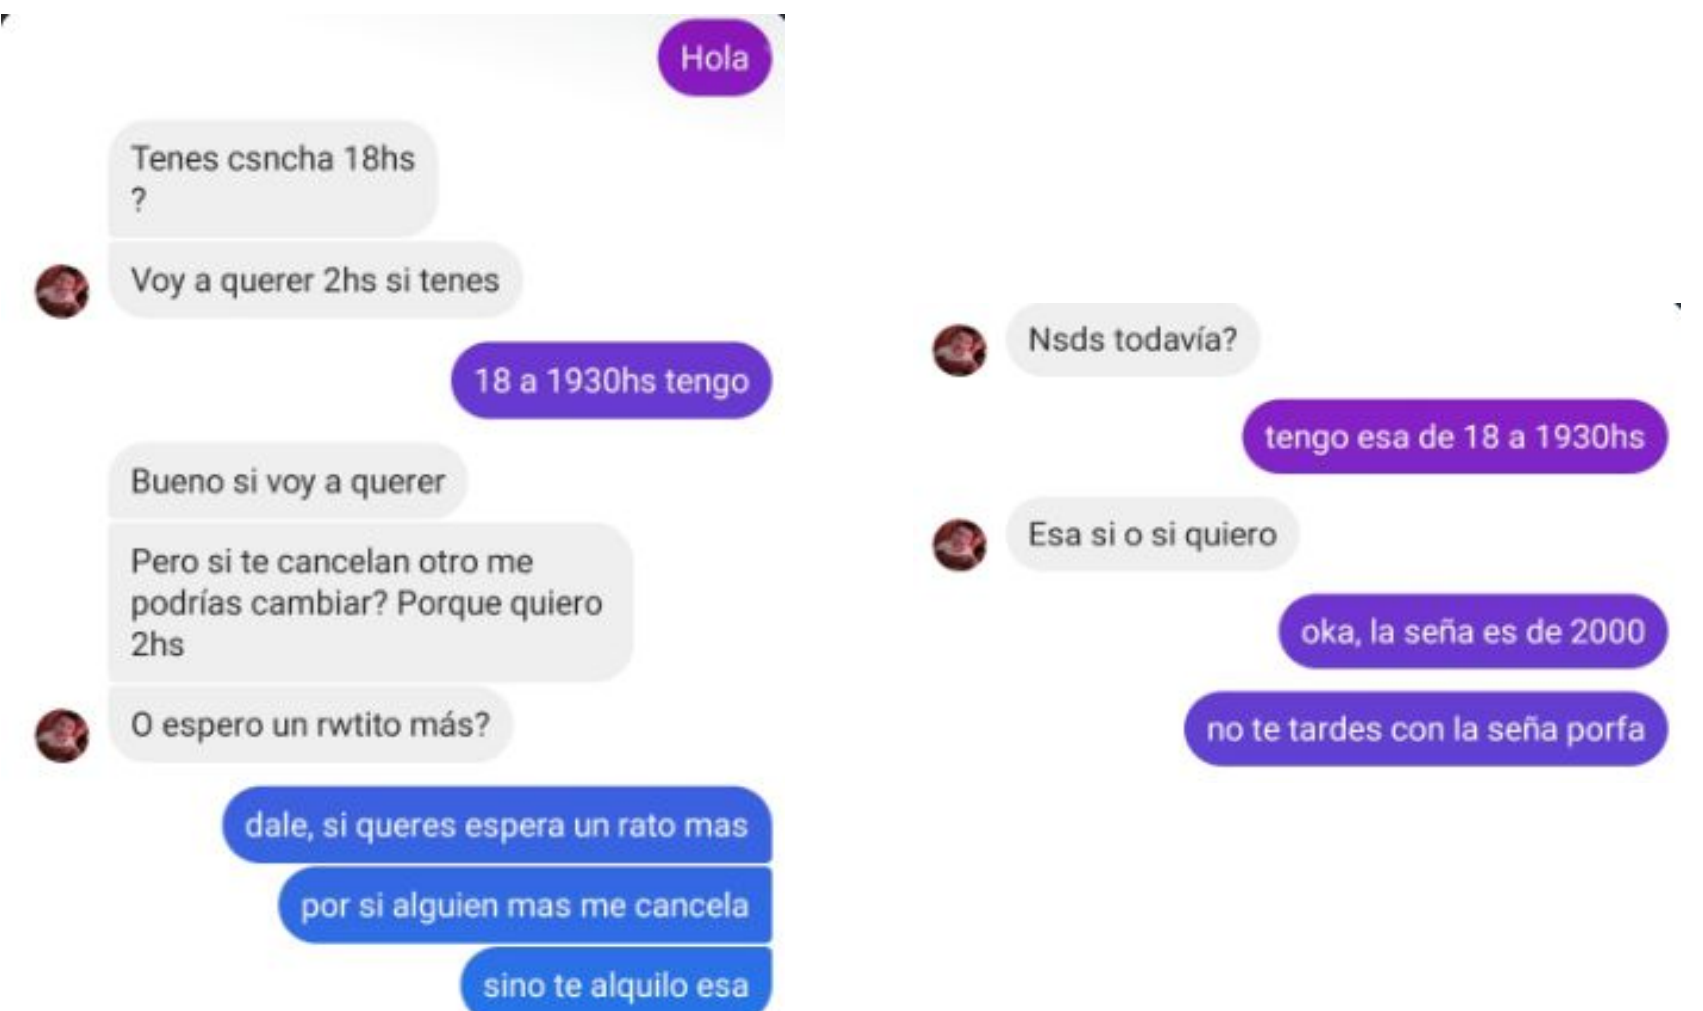 Hola
Tenes csncha 18hs
?
Voy a querer 2hs si tenes
18 a 1930hs tengo
Bueno si voy a querer
Pero si te cancelan otro me
podrías cambiar? Porque quiero
2hs
O espero un rwtito más?
dale, si queres espera un rato mas
por si alguien mas me cancela
sino te alquilo esa
Nsds todavía?
tengo esa de 18 a 1930hs
Esa si o si quiero
oka, la seña es de 2000
no te tardes con la seña porfa